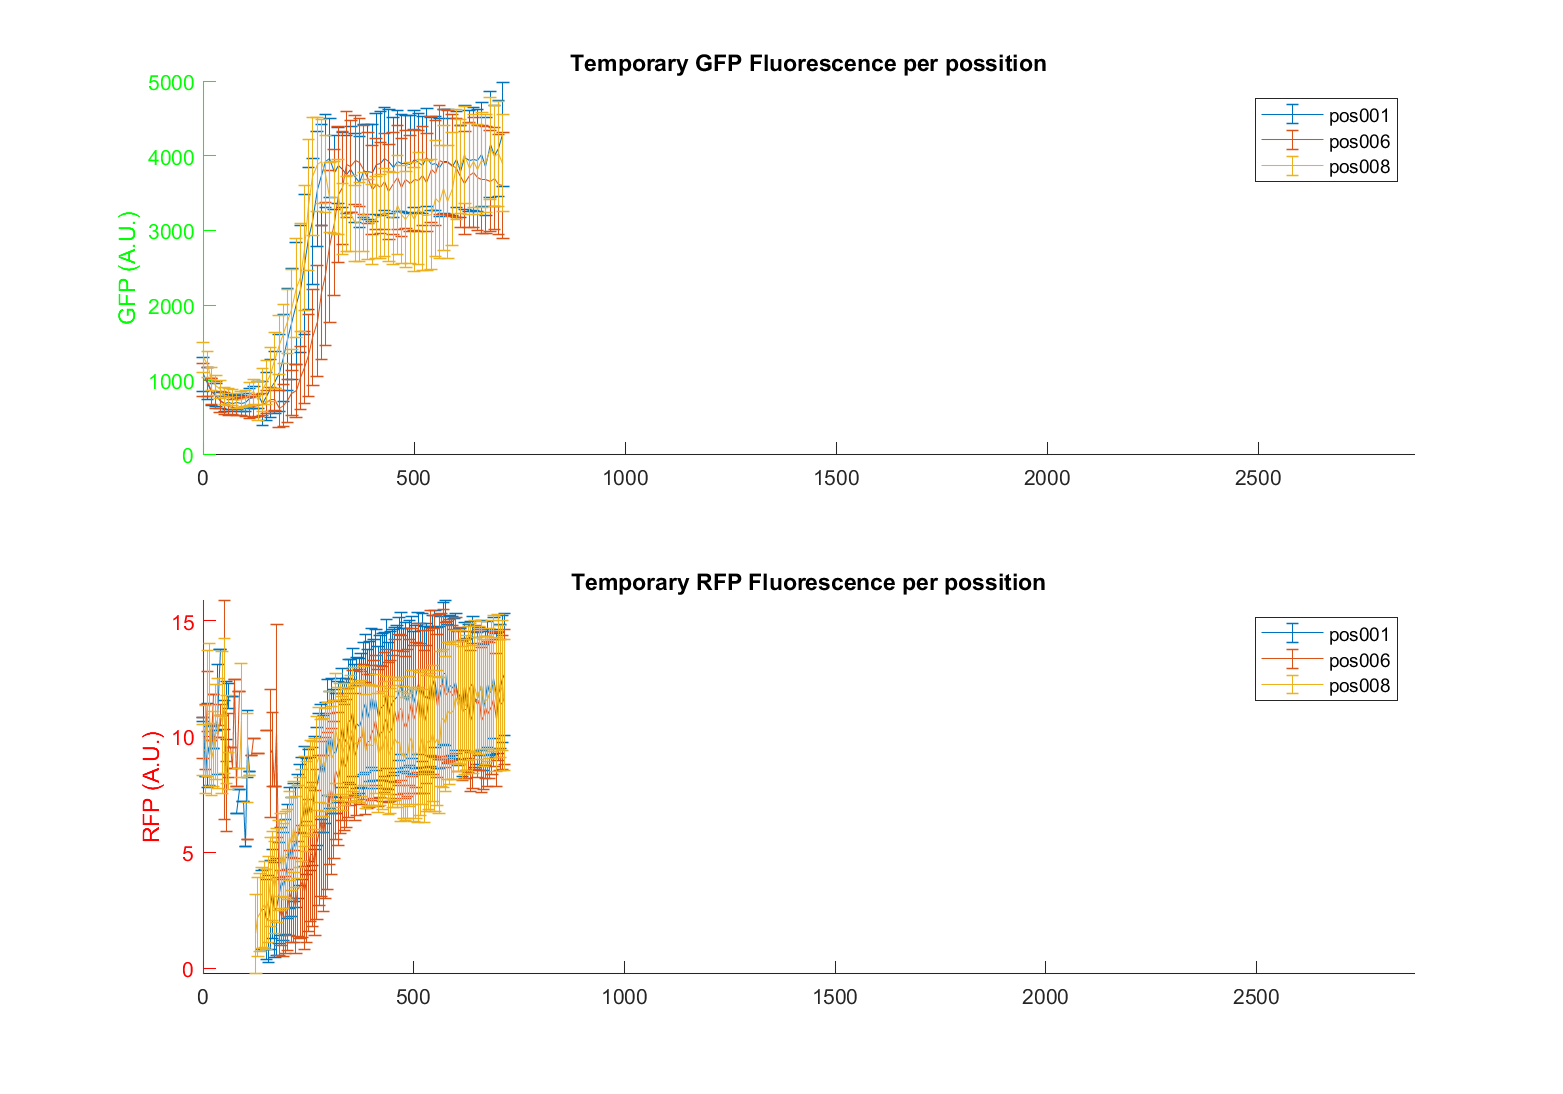 Temporary GFP Fluorescence per possition
5000
4000
3000
2000
1000
0
GFP (A.U.)
0 500 1000 1500 2000 2500
pos001
pos006
pos008
Temporary RFP Fluorescence per possition
15
10
5
0
RFP (A.U.)
0 500 1000 1500 2000 2500
pos001
pos006
pos008